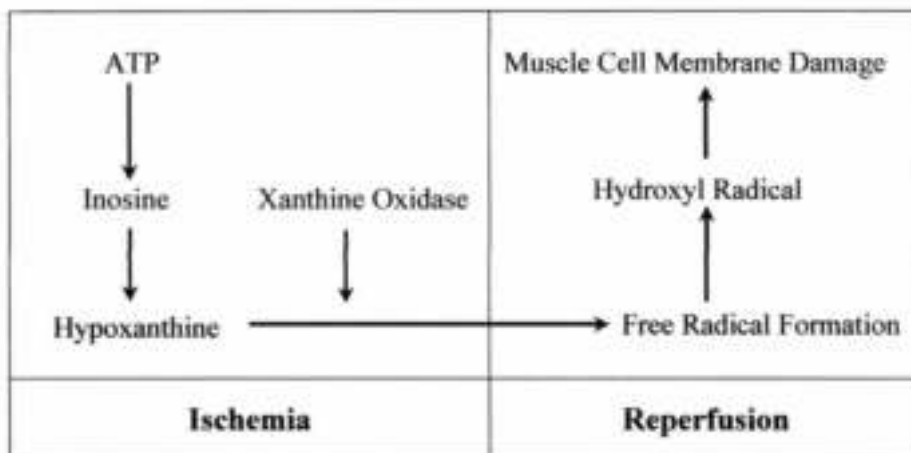 ATP
Inosine
Xanthine Oxidase
Hypoxanthine
Muscle Cell Membrane Damage
Hydroxyl Radical
Free Radical Formation
Ischemia
Reperfusion